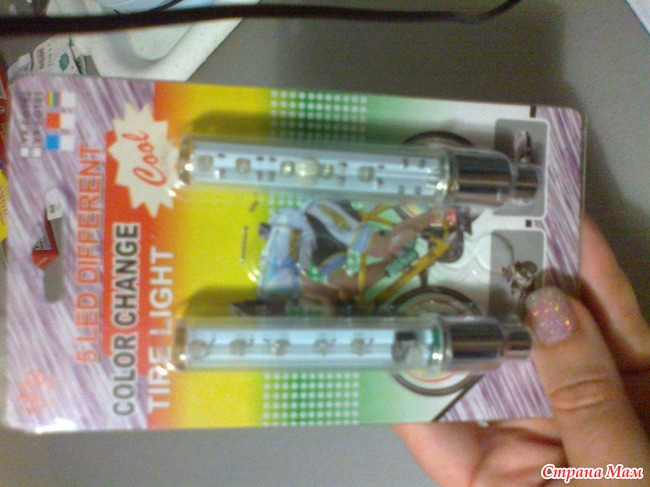 5 LED DIFFERENT
COLOR CHANGE
TIRE LIGHT
Cool
Страна Мам